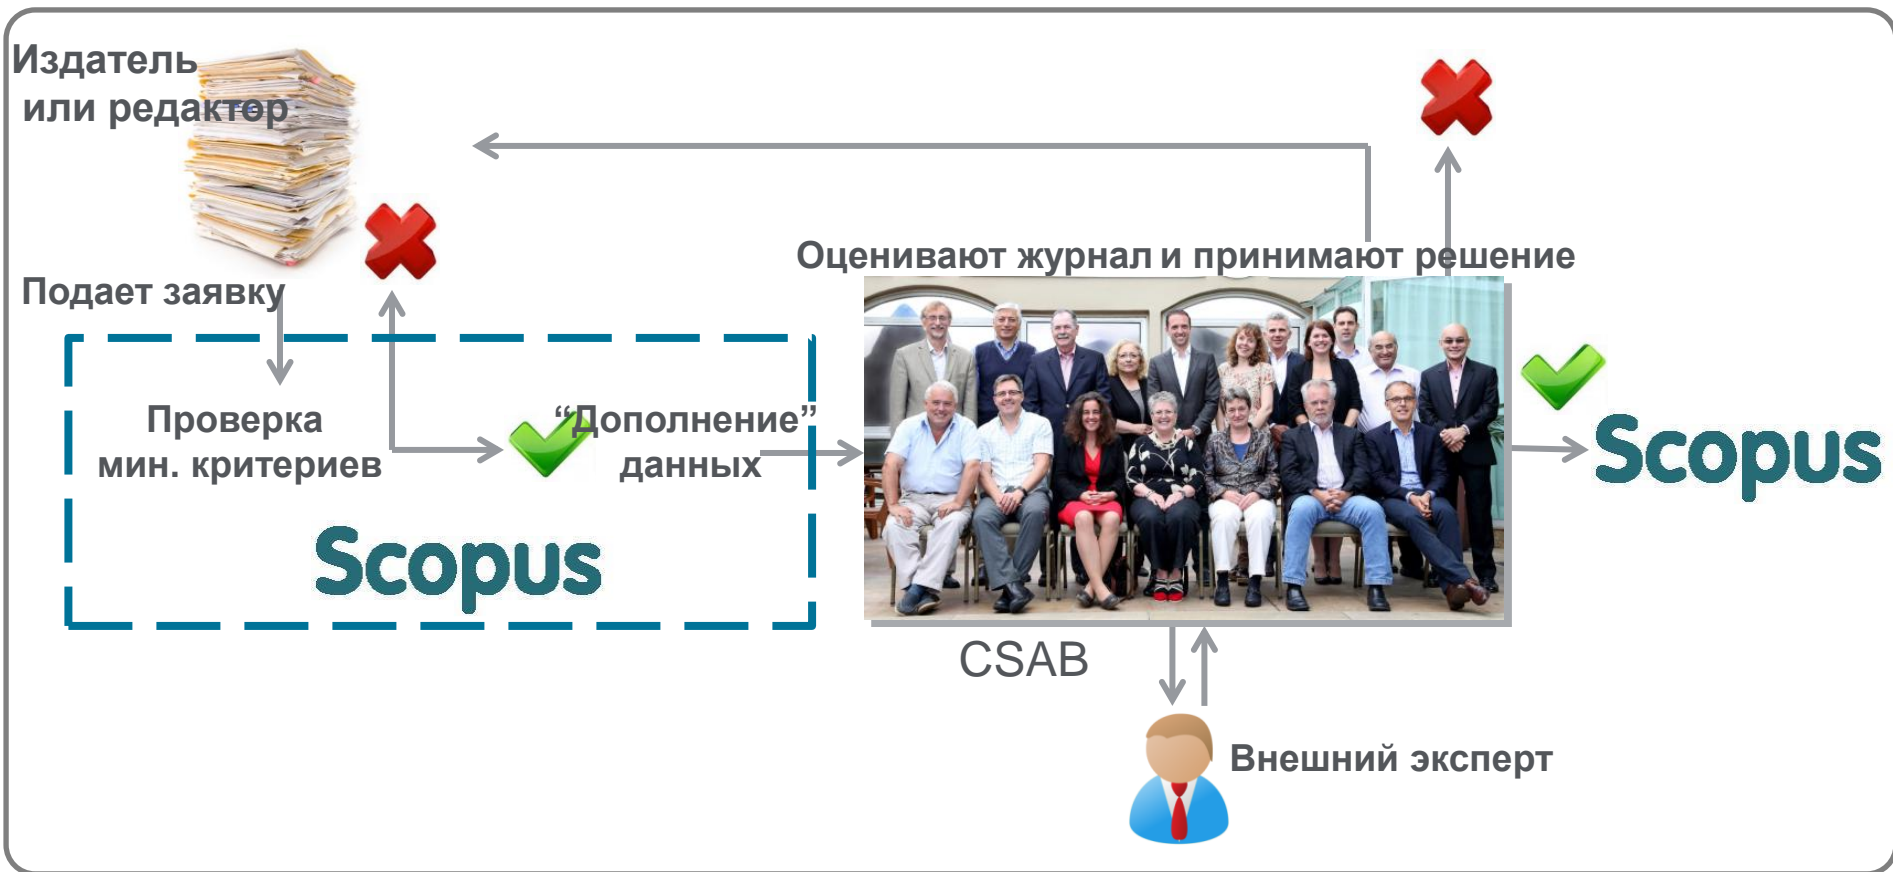 Издатель
или редактор
Подает заявку
Проверка
мин. критериев
“Дополнение”
данных
Scopus
Оценивают журнал и принимают решение
CSAB
Внешний эксперт
Scopus